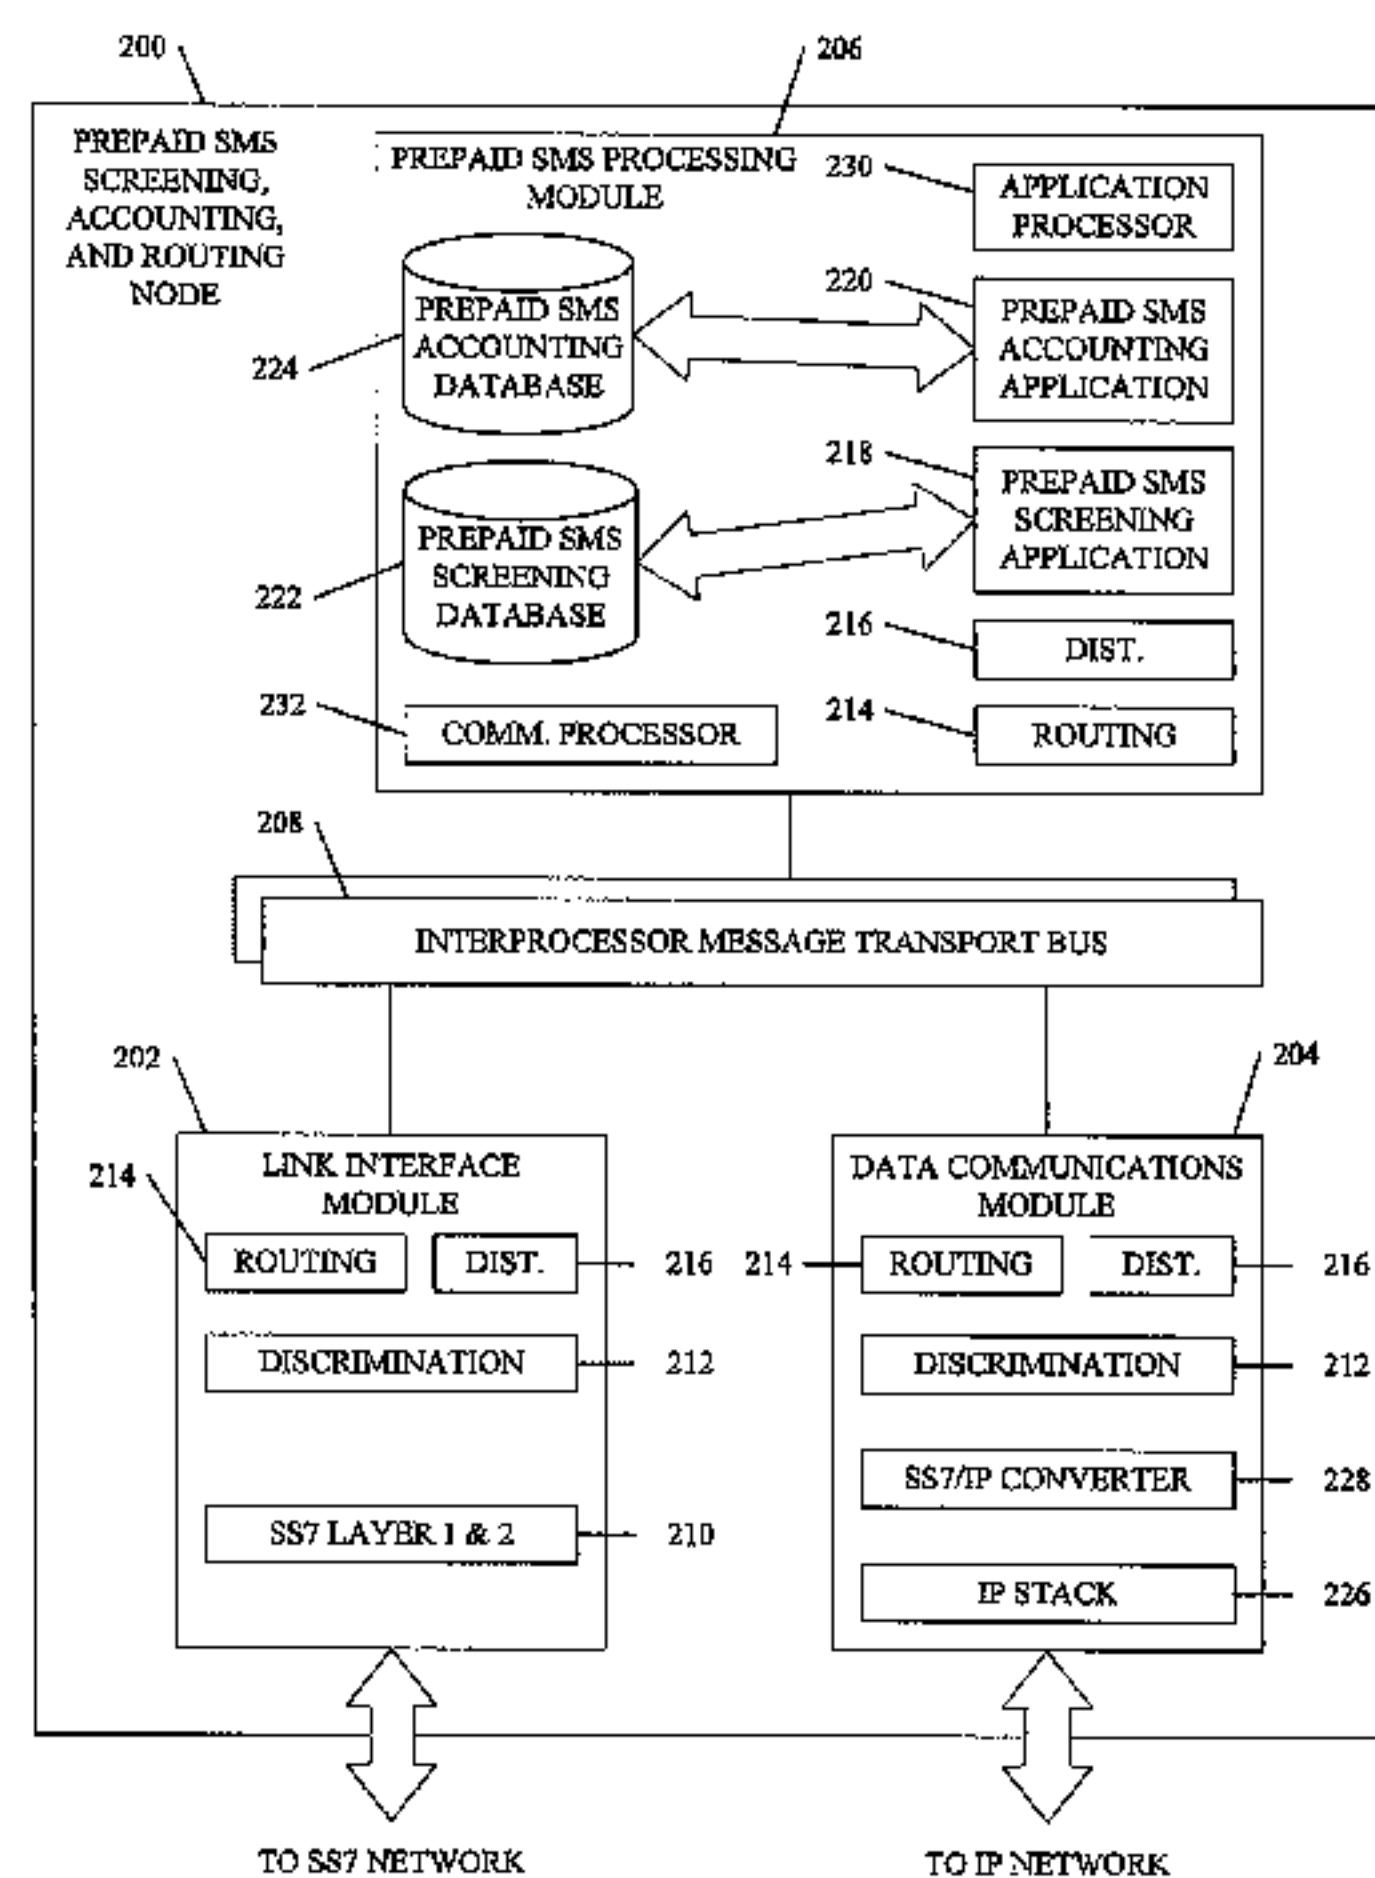 200
206
PREPAID SMS
SCREENING,
ACCOUNTING,
AND ROUTING
NODE
PREPAID SMS PROCESSING
MODULE
230
APPLICATION
PROCESSOR
224
PREPAID SMS
ACCOUNTING
DATABASE
220
PREPAID SMS
ACCOUNTING
APPLICATION
222
PREPAID SMS
SCREENING
DATABASE
218
PREPAID SMS
SCREENING
APPLICATION
216
DIST.
232
COMM. PROCESSOR
214
ROUTING
208
INTERPROCESSOR MESSAGE TRANSPORT BUS
202
LINK INTERFACE
MODULE
214
ROUTING
DIST.
216
DISCRIMINATION
212
SS7 LAYER 1 & 2
210
204
DATA COMMUNICATIONS
MODULE
214
ROUTING
DIST.
216
DISCRIMINATION
212
SS7/IP CONVERTER
228
IP STACK
226
TO SS7 NETWORK
TO IP NETWORK